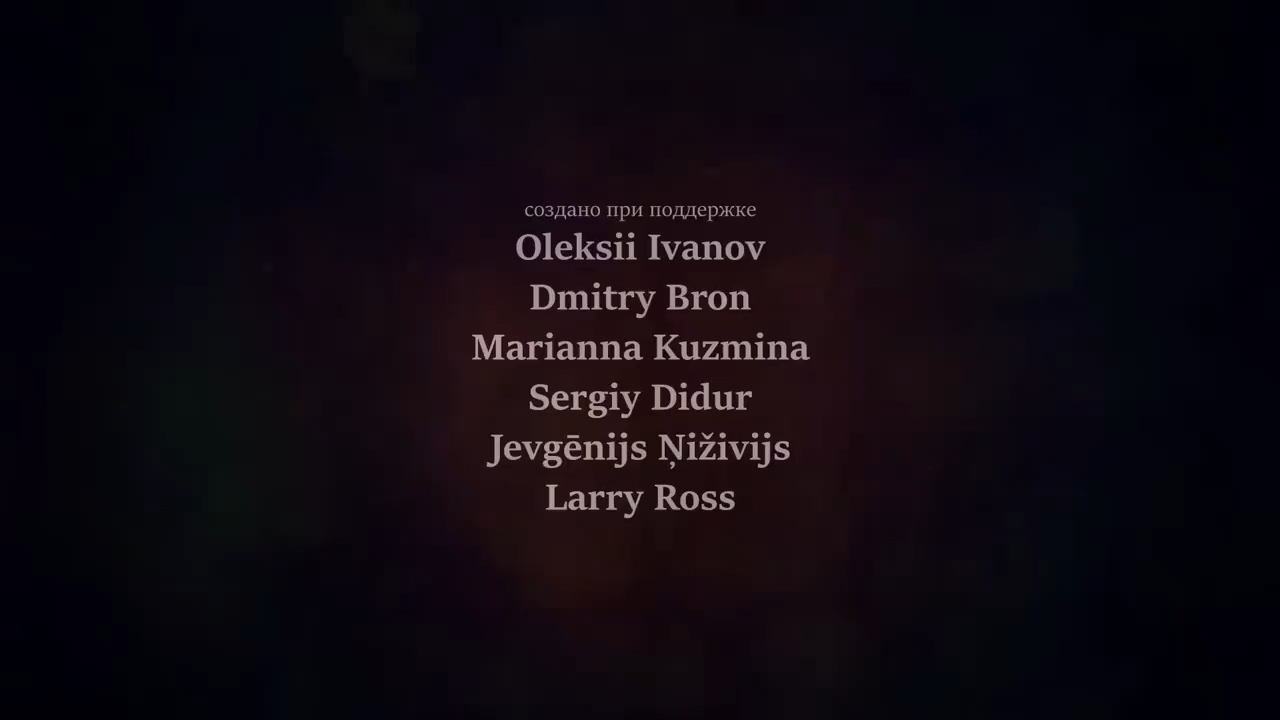 создано при поддержке
Oleksii Ivanov
Dmitry Bron
Marianna Kuzmina
Sergiy Didur
Jevgēnijs Ņiživijs
Larry Ross